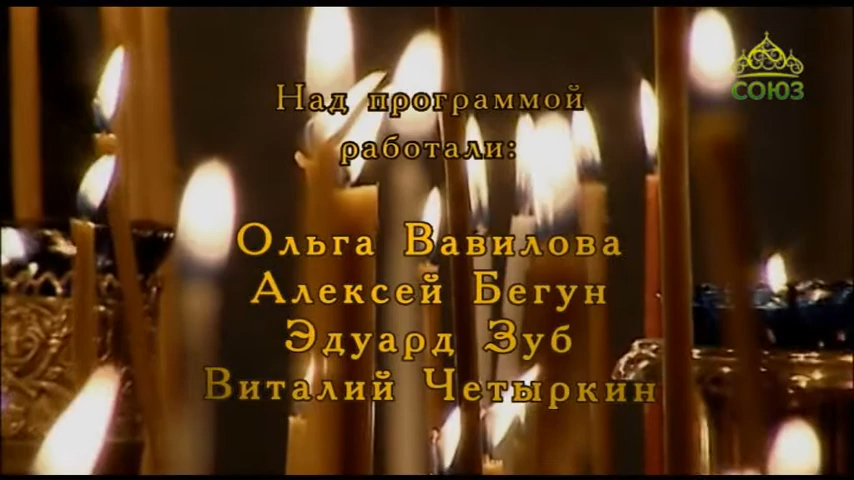 СОЮЗ
Над программой
работали:
Ольга Вавилова
Алексей Бегун
Эдуард Зуб
Виталий Четыркин